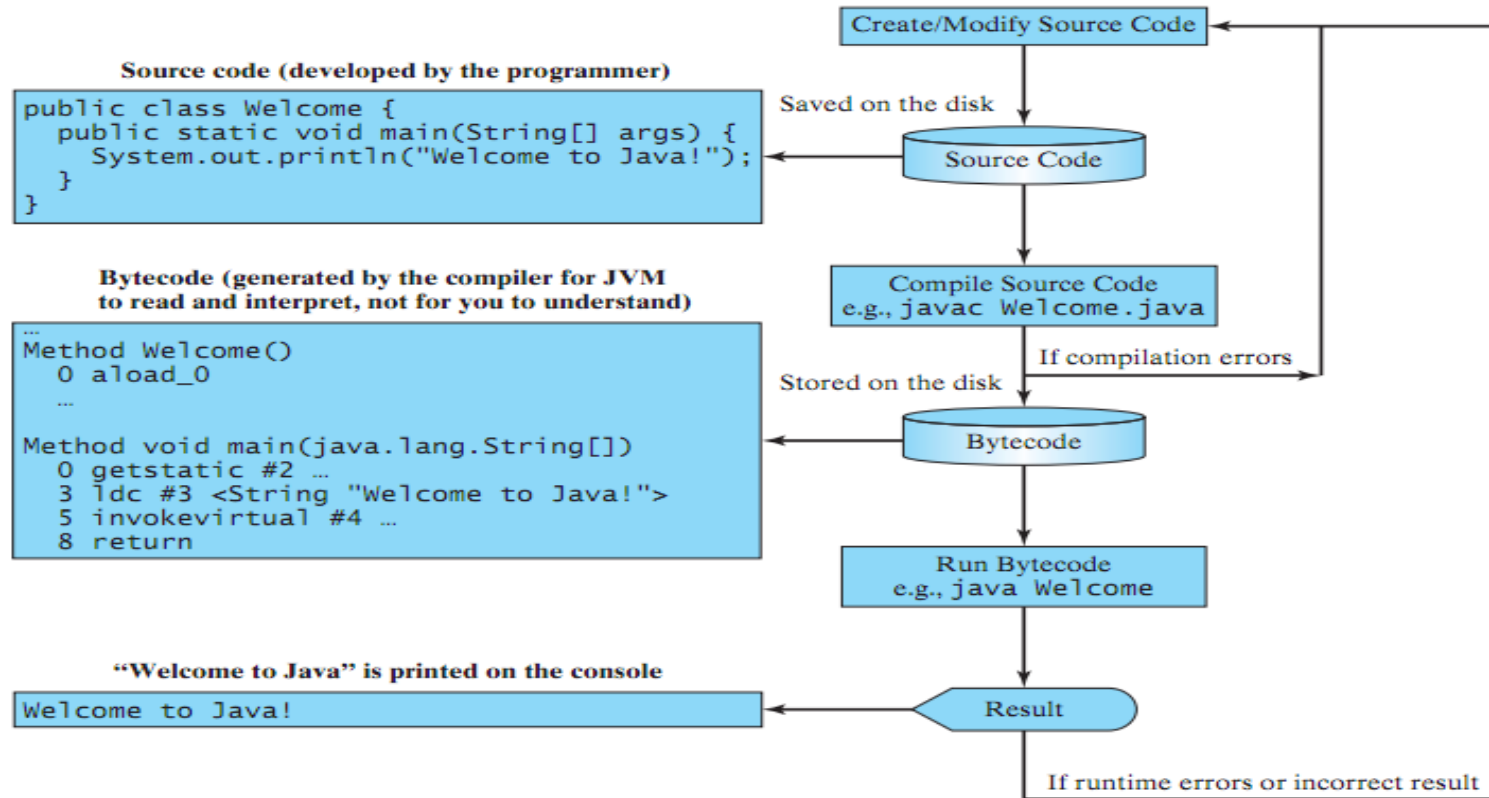 Create/Modify Source Code
Source code (developed by the programmer)
public class Welcome {
  public static void main(String[] args) {
    System.out.println("Welcome to Java!");
  }
}
Saved on the disk
Source Code
Bytecode (generated by the compiler for JVM
to read and interpret, not for you to understand)
Compile Source Code
e.g., javac Welcome.java
…
Method Welcome()
  0 aload_0
  …
Method void main(java.lang.String[])
  0 getstatic #2 …
  3 ldc #3 <String "Welcome to Java!">
  5 invokevirtual #4 …
  8 return
If compilation errors
Stored on the disk
Bytecode
Run Bytecode
e.g., java Welcome
“Welcome to Java” is printed on the console
Welcome to Java!
Result
If runtime errors or incorrect result